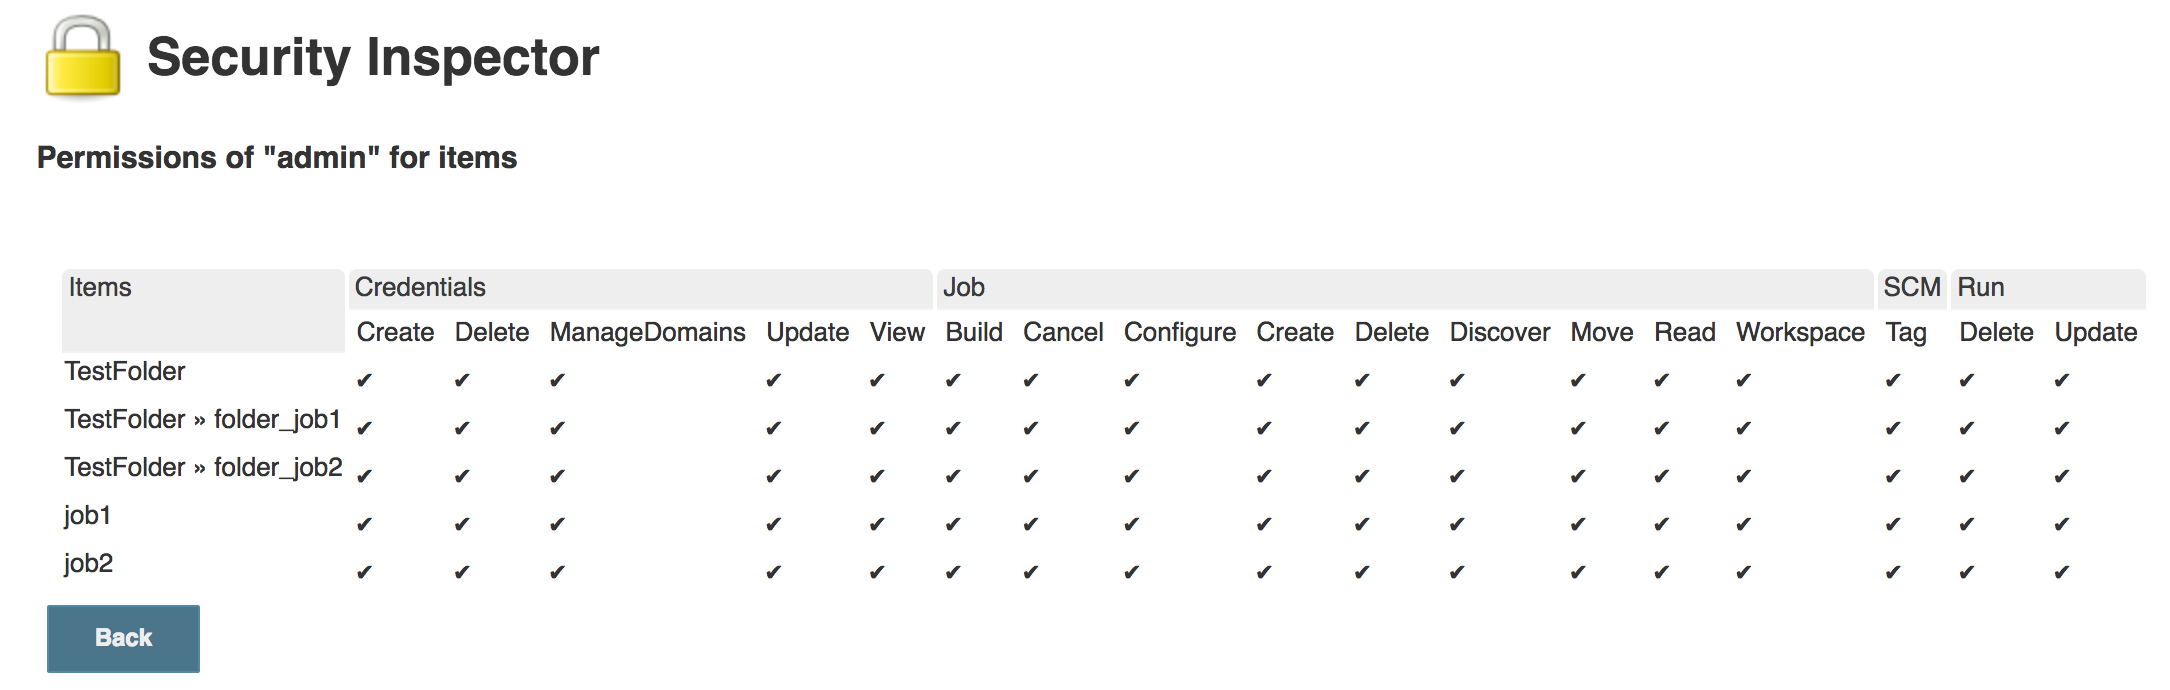 Security Inspector
Permissions of "admin" for items
Items Credentials Job SCM Run
Create Delete ManageDomains Update View Build Cancel Configure Create Delete Discover Move Read Workspace Tag Delete Update
TestFolder ✔ ✔ ✔ ✔ ✔ ✔ ✔ ✔ ✔ ✔ ✔ ✔ ✔ ✔ ✔ ✔ ✔
TestFolder » folder_job1 ✔ ✔ ✔ ✔ ✔ ✔ ✔ ✔ ✔ ✔ ✔ ✔ ✔ ✔ ✔ ✔ ✔
TestFolder » folder_job2 ✔ ✔ ✔ ✔ ✔ ✔ ✔ ✔ ✔ ✔ ✔ ✔ ✔ ✔ ✔ ✔ ✔
job1 ✔ ✔ ✔ ✔ ✔ ✔ ✔ ✔ ✔ ✔ ✔ ✔ ✔ ✔ ✔ ✔ ✔
job2 ✔ ✔ ✔ ✔ ✔ ✔ ✔ ✔ ✔ ✔ ✔ ✔ ✔ ✔ ✔ ✔ ✔
Back